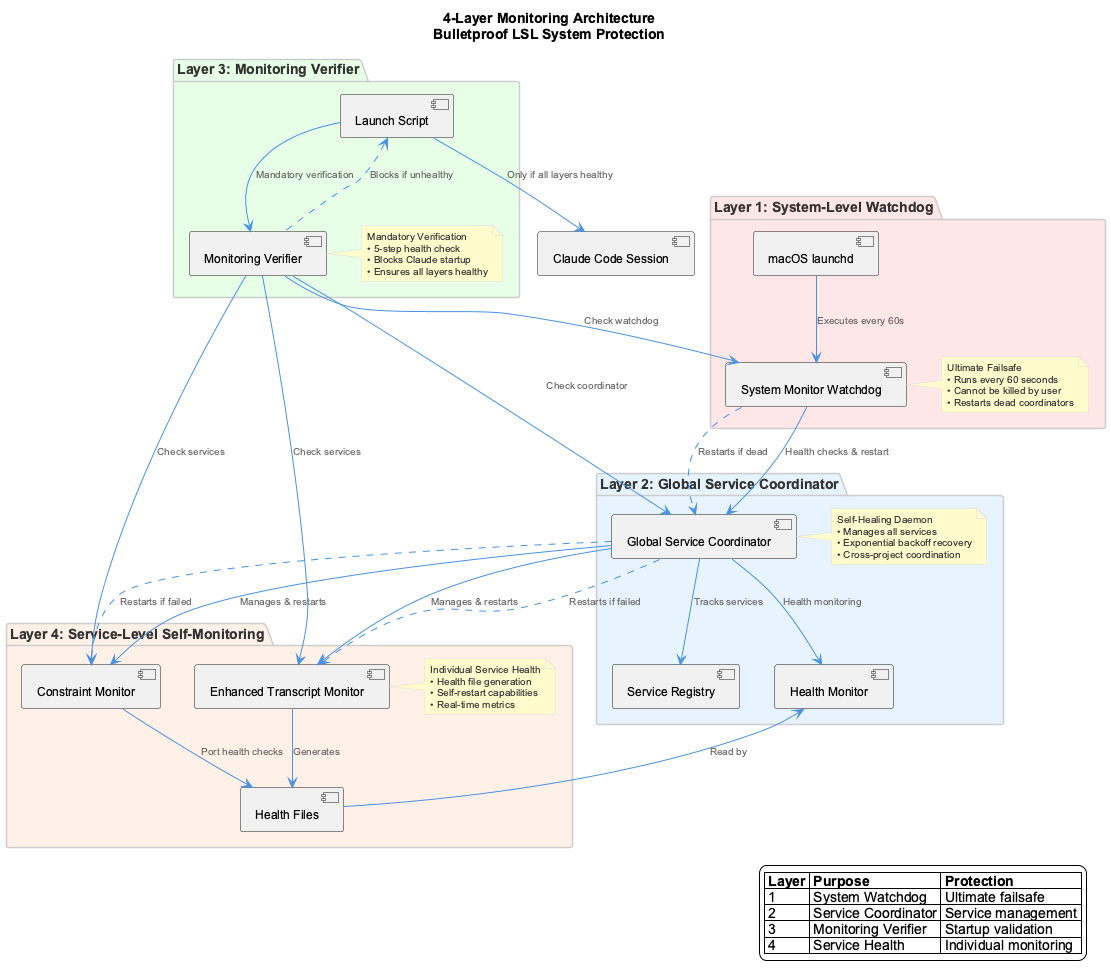 4-Layer Monitoring Architecture
Bulletproof LSL System Protection
Layer 3: Monitoring Verifier
Launch Script
Mandatory verification
Blocks if unhealthy
Only if all layers healthy
Monitoring Verifier
Mandatory Verification
• 5-step health check
• Blocks Claude startup
• Ensures all layers healthy
Claude Code Session
Layer 1: System-Level Watchdog
macOS launchd
Executes every 60s
Check watchdog
System Monitor Watchdog
Ultimate Failsafe
• Runs every 60 seconds
• Cannot be killed by user
• Restarts dead coordinators
Check coordinator
Check services
Check services
Restarts if dead
Health checks & restart
Layer 2: Global Service Coordinator
Global Service Coordinator
Self-Healing Daemon
• Manages all services
• Exponential backoff recovery
• Cross-project coordination
Restarts if failed
Manages & restarts
Manages & restarts
Restarts if failed
Tracks services
Health monitoring
Service Registry
Health Monitor
Layer 4: Service-Level Self-Monitoring
Constraint Monitor
Enhanced Transcript Monitor
Individual Service Health
• Health file generation
• Self-restart capabilities
• Real-time metrics
Port health checks
Generates
Read by
Health Files
Layer Purpose Protection
1 System Watchdog Ultimate failsafe
2 Service Coordinator Service management
3 Monitoring Verifier Startup validation
4 Service Health Individual monitoring